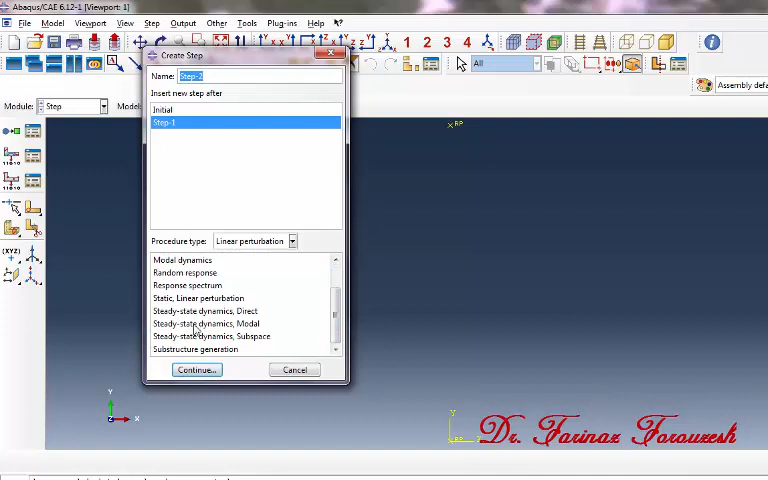 Abaqus/CAE 6.12-1 [Viewport: 1]
File Model Viewport View Step Output Other Tools Plug-ins Help
1 2 3 4
All
Assembly defa
Module: Step Model:
Create Step
Name: Step-2
Insert new step after
Initial
Step-1
Procedure type: Linear perturbation
Modal dynamics
Random response
Response spectrum
Static, Linear perturbation
Steady-state dynamics, Direct
Steady-state dynamics, Modal
Steady-state dynamics, Subspace
Substructure generation
Continue... Cancel
RP
Y
X
Z
Y
RP
Dr. Farinaz Forouzesh